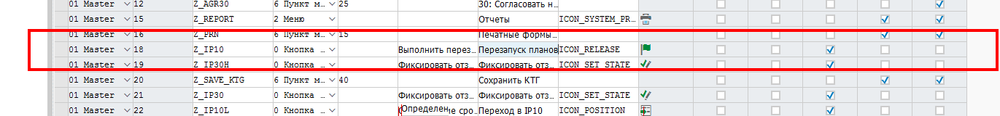 01 Master 12 Z_AGR30 6 Пункт м… 25 30: Согласовать н…
01 Master 15 Z_REPORT 2 Меню Отчеты ICON_SYSTEM_PR…
01 Master 16 Z_PRN 6 Пункт м… 15 Печатные формы…
01 Master 18 Z_IP10 0 Кнопка … Выполнить перез… Перезапуск планов ICON_RELEASE
01 Master 19 Z_IP30H 0 Кнопка … Фиксировать отз… Фиксировать отз… ICON_SET_STATE
01 Master 20 Z_SAVE_KTG 6 Пункт м… 40 Сохранить КТГ
01 Master 21 Z_IP30 0 Кнопка … Фиксировать отз… Фиксировать отз… ICON_SET_STATE
01 Master 22 Z_IP10L 0 Кнопка … Определен ие сро… Переход в IP10 ICON_POSITION